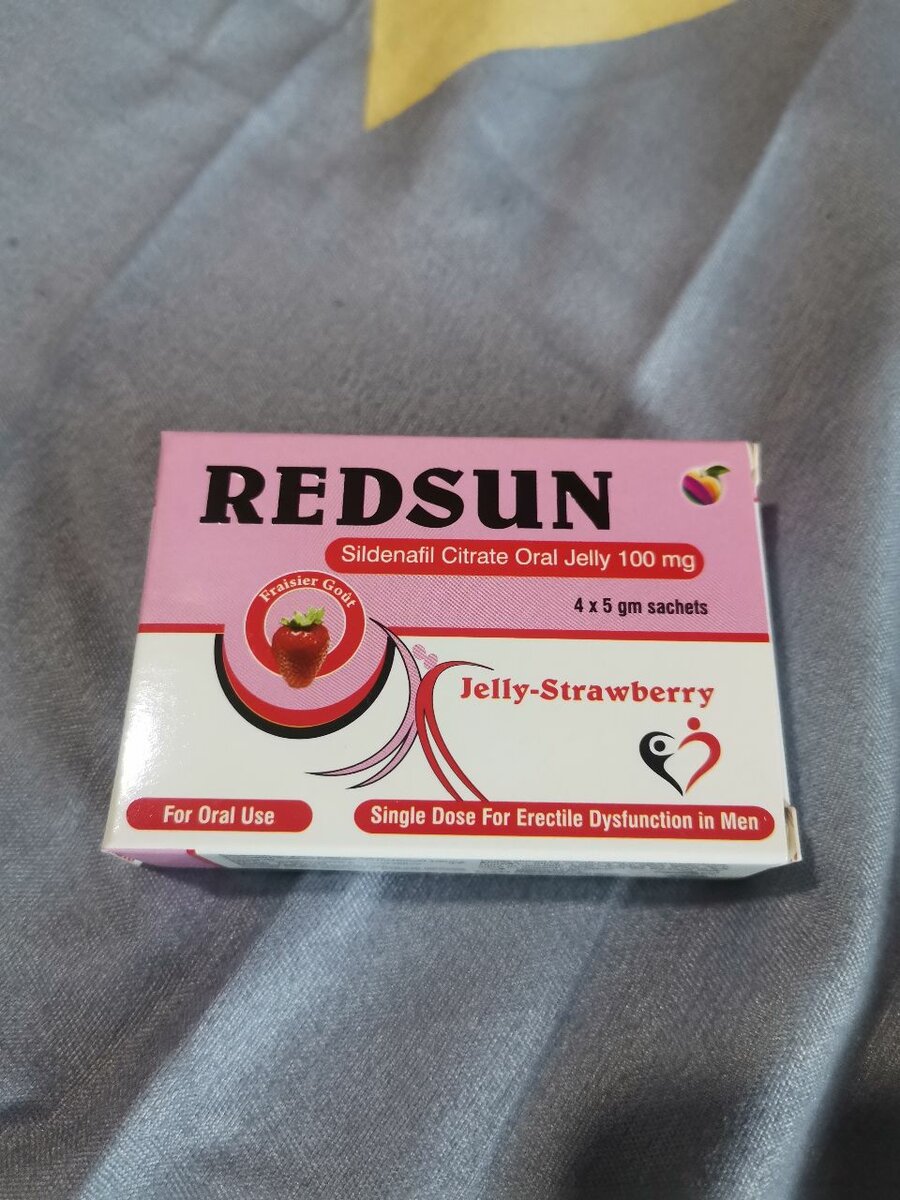 REDSUN
Sildenafil Citrate Oral Jelly 100 mg
4 x 5 gm sachets
Fraisier Goût
Jelly-Strawberry
For Oral Use
Single Dose For Erectile Dysfunction in Men